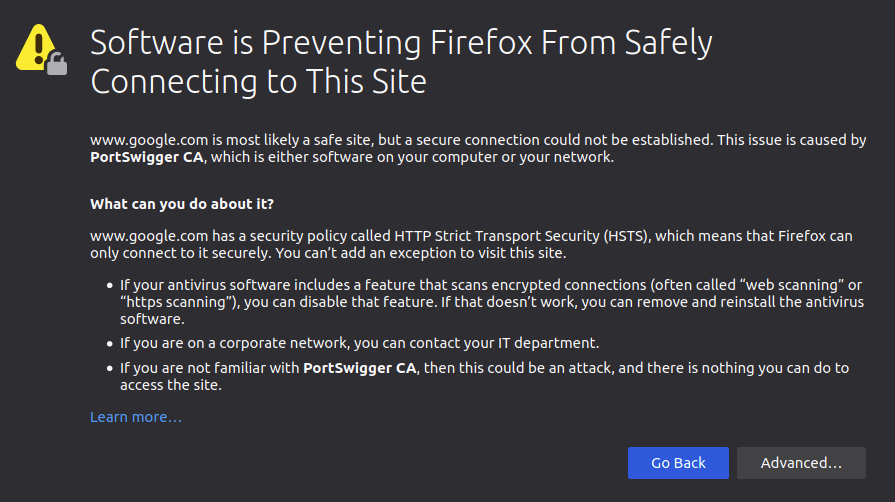 Software is Preventing Firefox From Safely
Connecting to This Site
www.google.com is most likely a safe site, but a secure connection could not be established. This issue is caused by
PortSwigger CA, which is either software on your computer or your network.
What can you do about it?
www.google.com has a security policy called HTTP Strict Transport Security (HSTS), which means that Firefox can
only connect to it securely. You can’t add an exception to visit this site.
• If your antivirus software includes a feature that scans encrypted connections (often called “web scanning” or
“https scanning”), you can disable that feature. If that doesn’t work, you can remove and reinstall the antivirus
software.
• If you are on a corporate network, you can contact your IT department.
• If you are not familiar with PortSwigger CA, then this could be an attack, and there is nothing you can do to
access the site.
Learn more…
Go Back Advanced…